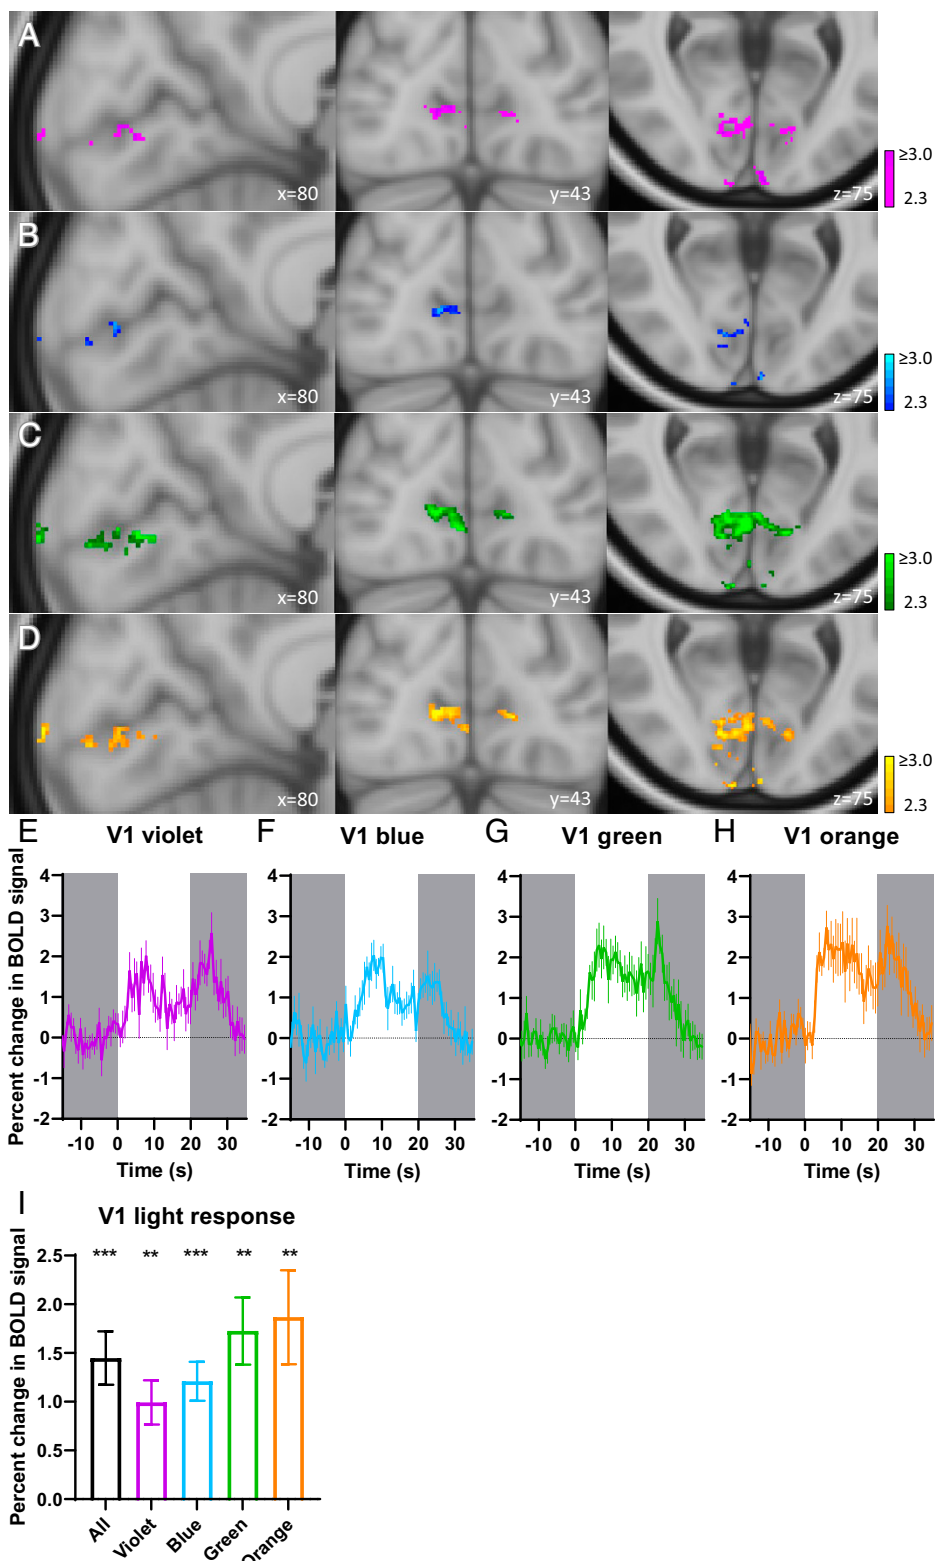 A
x=80
y=43
z=75
≥3.0
2.3
B
x=80
y=43
z=75
≥3.0
2.3
C
x=80
y=43
z=75
≥3.0
2.3
D
x=80
y=43
z=75
≥3.0
2.3
E V1 violet
F V1 blue
G V1 green
H V1 orange
Percent change in BOLD signal
4
3
2
1
0
-1
-2
-10 0 10 20 30
Time (s)
4
3
2
1
0
-1
-2
-10 0 10 20 30
Time (s)
4
3
2
1
0
-1
-2
-10 0 10 20 30
Time (s)
4
3
2
1
0
-1
-2
-10 0 10 20 30
Time (s)
I
V1 light response
Percent change in BOLD signal
*** ** *** ** **
2.5
2.0
1.5
1.0
0.5
0.0
All
Violet
Blue
Green
Orange